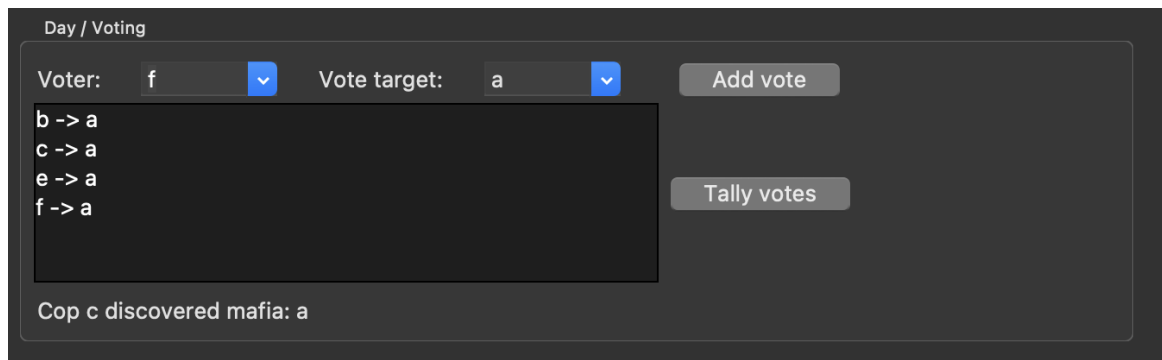 Day / Voting
Voter: f Vote target: a Add vote
b -> a
c -> a
e -> a
f -> a
Tally votes
Cop c discovered mafia: a